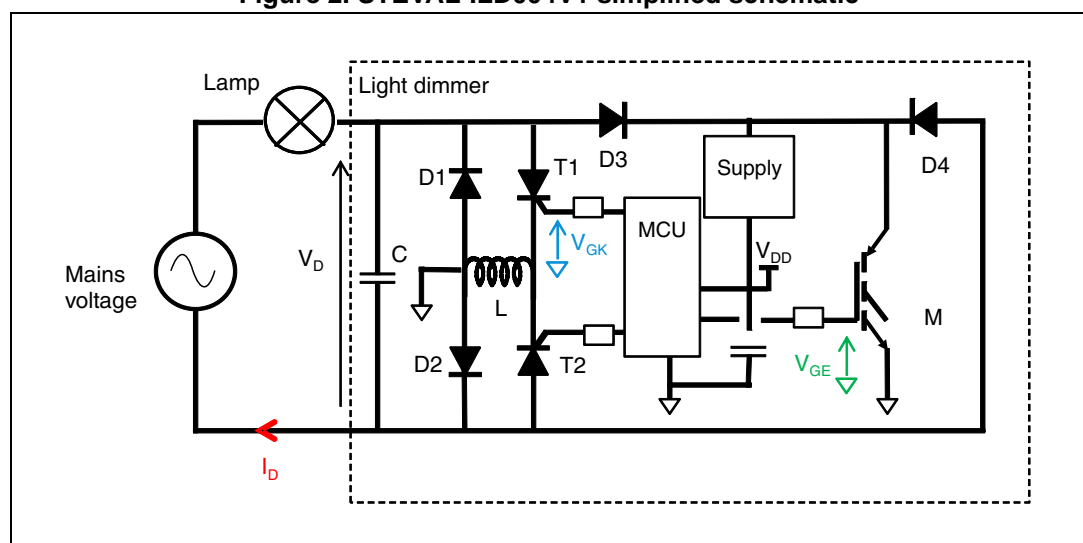 Lamp
Light dimmer
D3
D4
D1
T1
Supply
MCU
V_GK
V_DD
V_D
C
Mains
voltage
L
M
D2
T2
V_GE
I_D